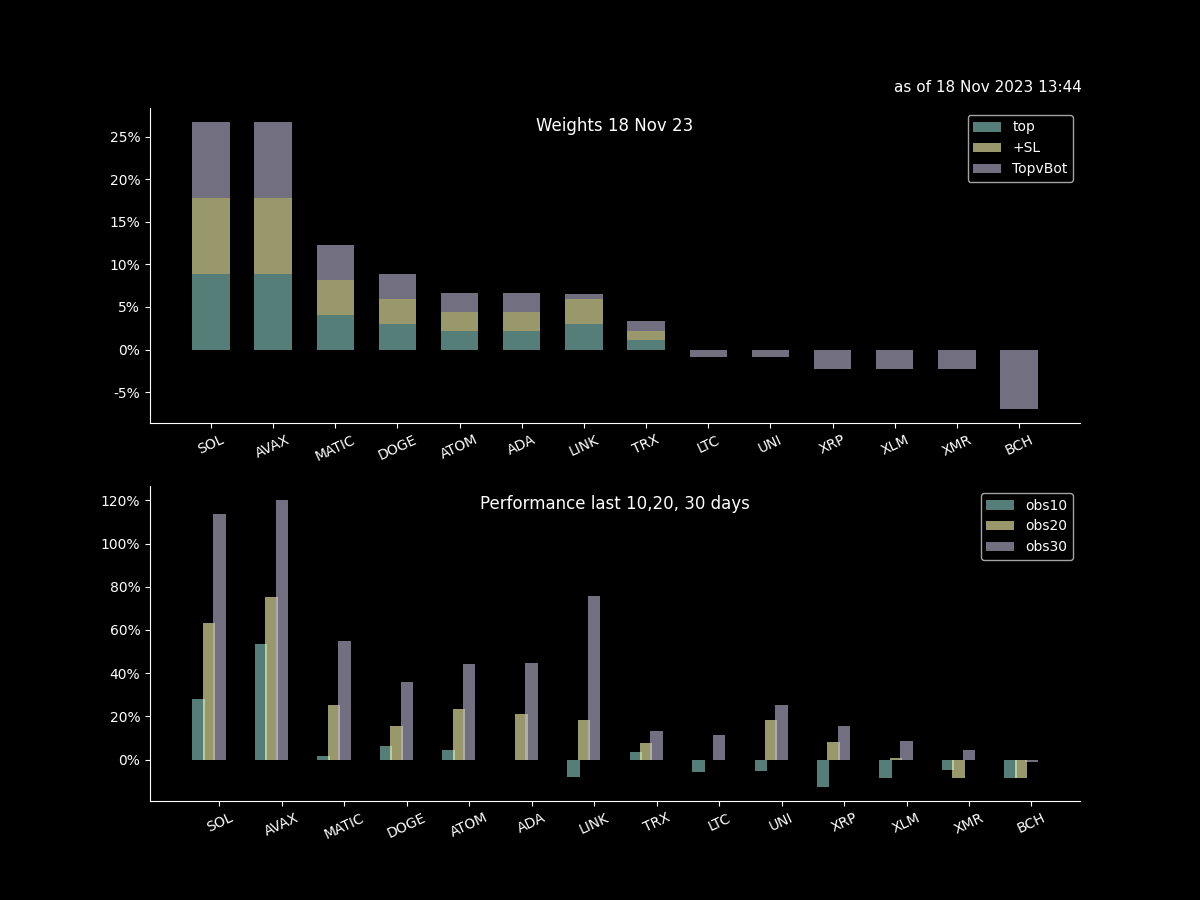 as of 18 Nov 2023 13:44
Weights 18 Nov 23
top
+SL
TopvBot
25%
20%
15%
10%
5%
0%
-5%
SOL AVAX MATIC DOGE ATOM ADA LINK TRX LTC UNI XRP XLM XMR BCH
Performance last 10,20, 30 days
obs10
obs20
obs30
120%
100%
80%
60%
40%
20%
0%
SOL AVAX MATIC DOGE ATOM ADA LINK TRX LTC UNI XRP XLM XMR BCH